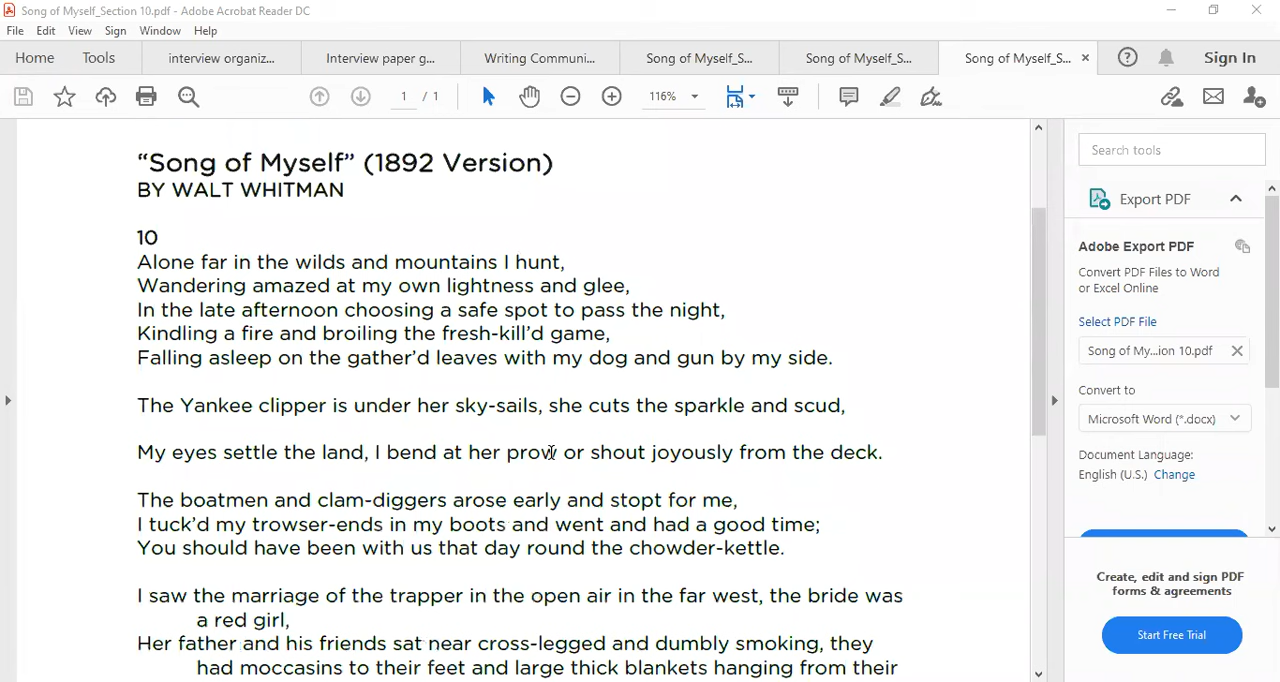 Song of Myself_Section 10.pdf - Adobe Acrobat Reader DC
File Edit View Sign Window Help
Home Tools interview organiz... Interview paper g... Writing Communi... Song of Myself_S... Song of Myself_S... Song of Myself_S... Sign In
1 / 1 116%
“Song of Myself” (1892 Version)
BY WALT WHITMAN
10
Alone far in the wilds and mountains I hunt,
Wandering amazed at my own lightness and glee,
In the late afternoon choosing a safe spot to pass the night,
Kindling a fire and broiling the fresh-kill’d game,
Falling asleep on the gather’d leaves with my dog and gun by my side.
The Yankee clipper is under her sky-sails, she cuts the sparkle and scud,
My eyes settle the land, I bend at her prow or shout joyously from the deck.
The boatmen and clam-diggers arose early and stopt for me,
I tuck’d my trowser-ends in my boots and went and had a good time;
You should have been with us that day round the chowder-kettle.
I saw the marriage of the trapper in the open air in the far west, the bride was
a red girl,
Her father and his friends sat near cross-legged and dumbly smoking, they
had moccasins to their feet and large thick blankets hanging from their
Search tools
Export PDF
Adobe Export PDF
Convert PDF Files to Word
or Excel Online
Select PDF File
Song of My...ion 10.pdf
Convert to
Microsoft Word (*.docx)
Document Language:
English (U.S.) Change
Create, edit and sign PDF
forms & agreements
Start Free Trial